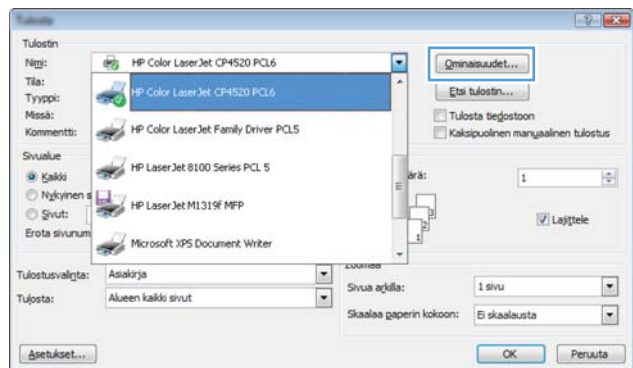 Tulosta
Tulostin
Nimi: HP Color LaserJet CP4520 PCL6 Ominaisuudet...
Tila: HP Color LaserJet CP4520 PCL6 Etsi tulostin...
Tyyppi:
Missä: HP Color LaserJet Family Driver PCL5 Tulosta tiedostoon
Kommentti: Kaksipuolinen manuaalinen tulostus
Sivualue HP LaserJet 8100 Series PCL 5
Kaikki 1
Nykyinen HP LaserJet M1319f MFP
Sivut: Lajittele
Microsoft XPS Document Writer
Tulostusvalinta: Asiakirja Zoomaa
Sivua arkilla: 1 sivu
Tulosta: Alueen kaikki sivut
Skaalaa paperin kokoon: Ei skaalausta
Asetukset... OK Peruuta